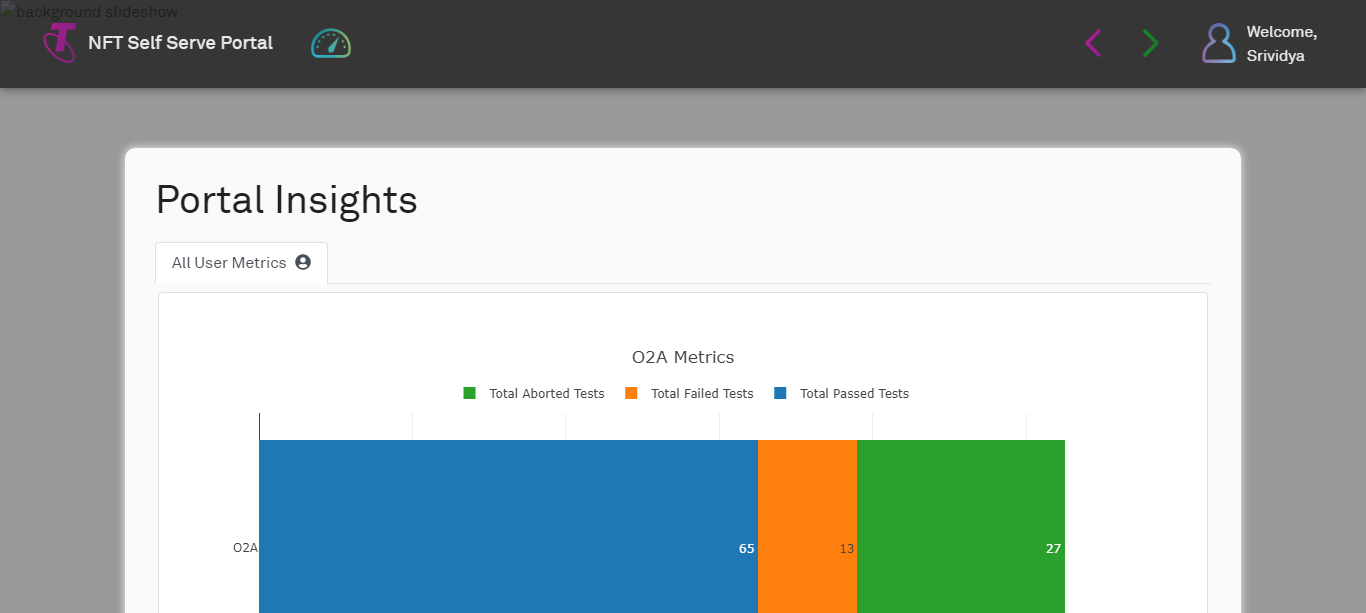 background slideshow
NFT Self Serve Portal
Welcome,
Srividya
Portal Insights
All User Metrics
O2A Metrics
Total Aborted Tests Total Failed Tests Total Passed Tests
O2A 65 13 27